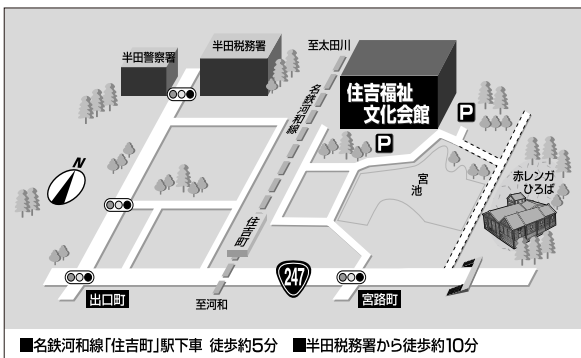 半田警察署
半田税務署
至太田川
名鉄河和線
住吉福祉
文化会館
P
P
N
宮池
赤レンガ
ひろば
住吉町
247
出口町
至河和
宮路町
■名鉄河和線「住吉町」駅下車 徒歩約5分 ■半田税務署から徒歩約10分